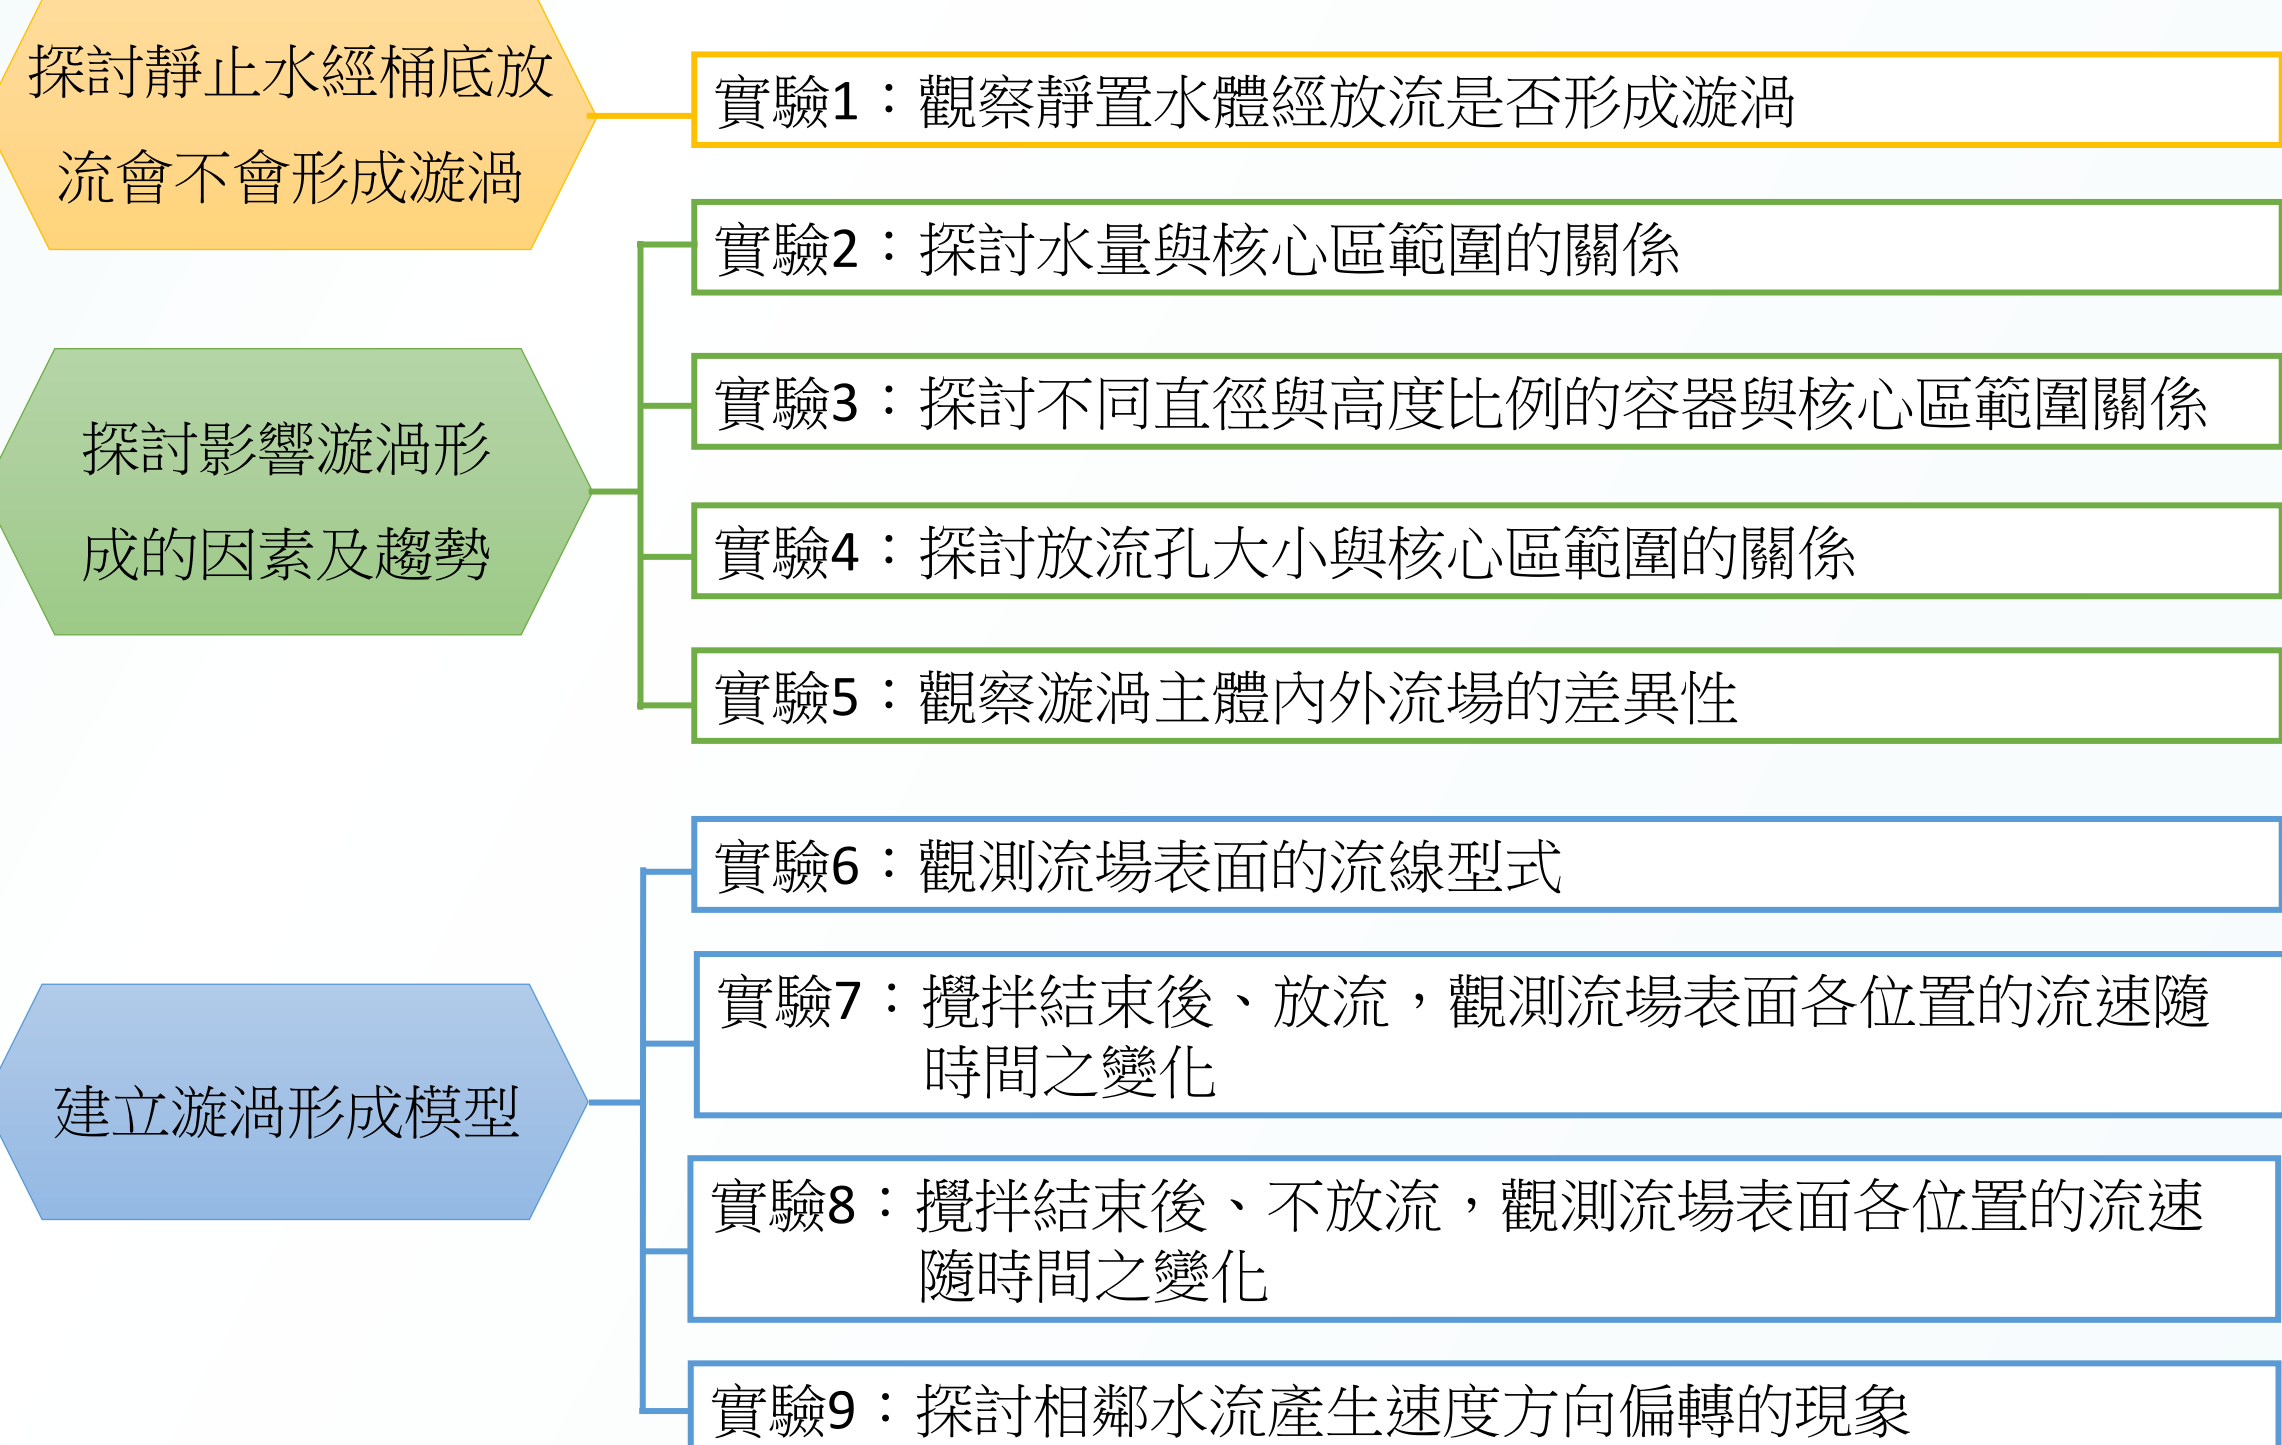 探討靜止水經桶底放
流會不會形成漩渦
實驗1：觀察靜置水體經放流是否形成漩渦
探討影響漩渦形
成的因素及趨勢
實驗2：探討水量與核心區範圍的關係
實驗3：探討不同直徑與高度比例的容器與核心區範圍關係
實驗4：探討放流孔大小與核心區範圍的關係
實驗5：觀察漩渦主體內外流場的差異性
建立漩渦形成模型
實驗6：觀測流場表面的流線型式
實驗7：攪拌結束後、放流，觀測流場表面各位置的流速隨
時間之變化
實驗8：攪拌結束後、不放流，觀測流場表面各位置的流速
隨時間之變化
實驗9：探討相鄰水流產生速度方向偏轉的現象